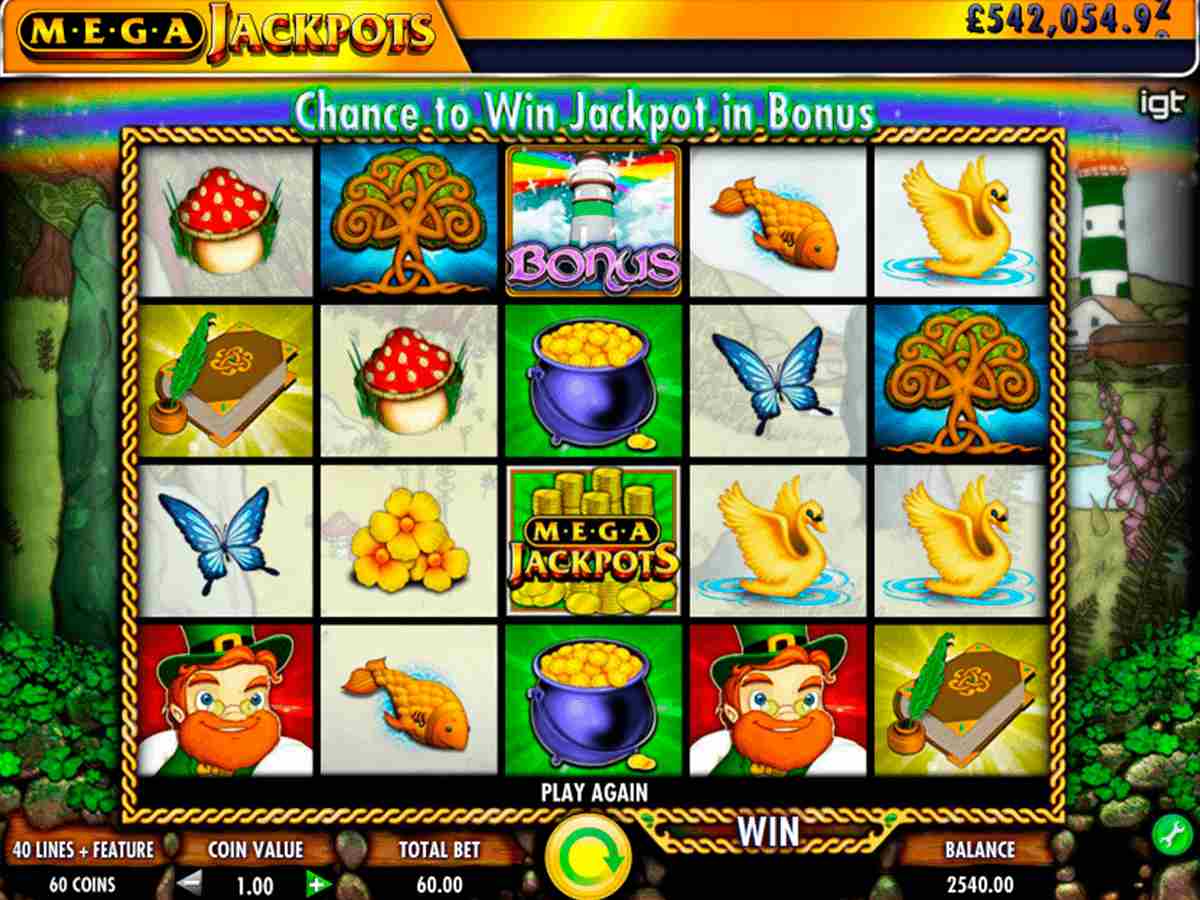 M·E·G·A JACKPOTS
£542,054.92
Chance to Win Jackpot in Bonus
igt
BONUS
M·E·G·A
JACKPOTS
PLAY AGAIN
WIN
40 LINES + FEATURE
60 COINS
COIN VALUE
1.00
TOTAL BET
60.00
BALANCE
2540.00